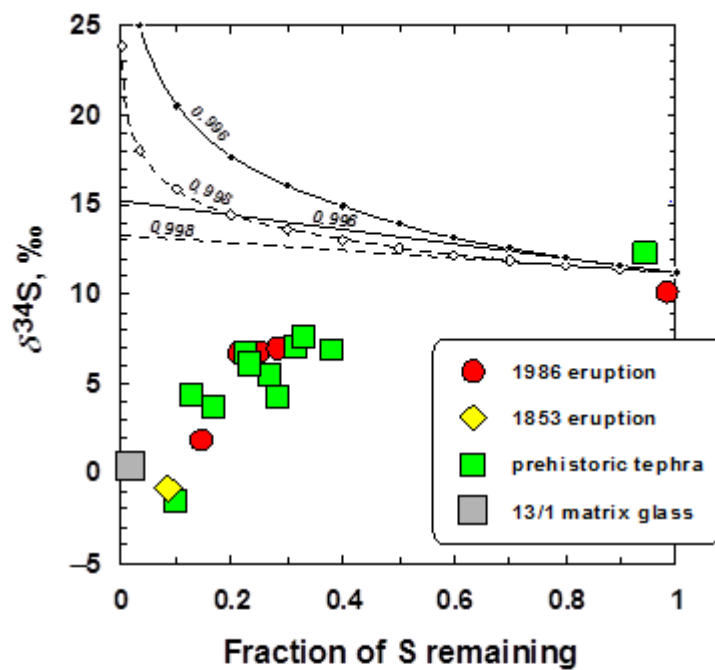 25
20
15
10
5
0
–5
δ³⁴S, ‰
0.996
0.998
0.996
0.998
1986 eruption
1853 eruption
prehistoric tephra
13/1 matrix glass
0
0.2
0.4
0.6
0.8
1
Fraction of S remaining